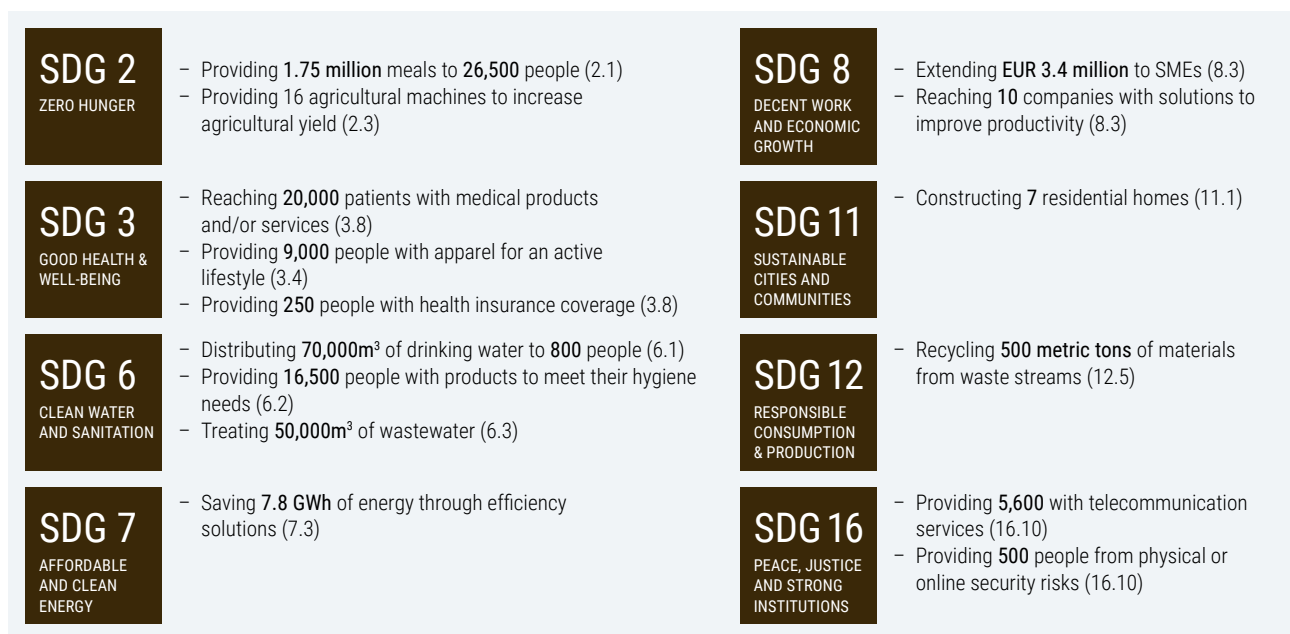 SDG 2
ZERO HUNGER
– Providing 1.75 million meals to 26,500 people (2.1)
– Providing 16 agricultural machines to increase
agricultural yield (2.3)
SDG 3
GOOD HEALTH &
WELL-BEING
– Reaching 20,000 patients with medical products
and/or services (3.8)
– Providing 9,000 people with apparel for an active
lifestyle (3.4)
– Providing 250 people with health insurance coverage (3.8)
SDG 6
CLEAN WATER
AND SANITATION
– Distributing 70,000m³ of drinking water to 800 people (6.1)
– Providing 16,500 people with products to meet their hygiene
needs (6.2)
– Treating 50,000m³ of wastewater (6.3)
SDG 7
AFFORDABLE
AND CLEAN
ENERGY
– Saving 7.8 GWh of energy through efficiency
solutions (7.3)
SDG 8
DECENT WORK
AND ECONOMIC
GROWTH
– Extending EUR 3.4 million to SMEs (8.3)
– Reaching 10 companies with solutions to
improve productivity (8.3)
SDG 11
SUSTAINABLE
CITIES AND
COMMUNITIES
– Constructing 7 residential homes (11.1)
SDG 12
RESPONSIBLE
CONSUMPTION
& PRODUCTION
– Recycling 500 metric tons of materials
from waste streams (12.5)
SDG 16
PEACE, JUSTICE
AND STRONG
INSTITUTIONS
– Providing 5,600 with telecommunication
services (16.10)
– Providing 500 people from physical or
online security risks (16.10)